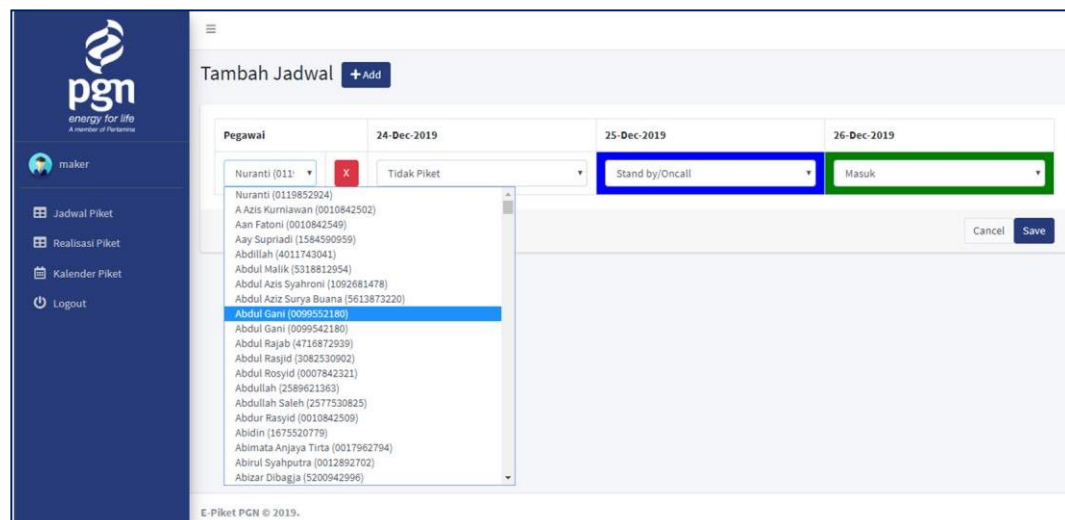 pgn
energy for life
A member of Pertamina
maker
Jadwal Piket
Realisasi Piket
Kalender Piket
Logout
Tambah Jadwal
+ Add
Pegawai 24-Dec-2019 25-Dec-2019 26-Dec-2019
Nuranti (011 X Tidak Piket Stand by/Oncall Masuk
Nuranti (0119852924)
A Azis Kurniawan (0010842502)
Aan Fatoni (0010842549)
Aay Supriadi (1584590959)
Abdillah (4011743041)
Abdul Malik (5318812954)
Abdul Azis Syahroni (1092681478)
Abdul Aziz Surya Buana (5613873220)
Abdul Gani (0099552180)
Abdul Gani (0099542180)
Abdul Rajab (4716872939)
Abdul Rasjid (3082530902)
Abdul Rosyid (0007842321)
Abdullah (2589621363)
Abdullah Saleh (2577530825)
Abdur Rasyid (0010842509)
Abidin (1675520779)
Abimata Anjaya Tirta (0017962794)
Abirul Syahputra (0012892702)
Abizar Dibagja (5200942996)
Cancel Save
E-Piket PGN © 2019.